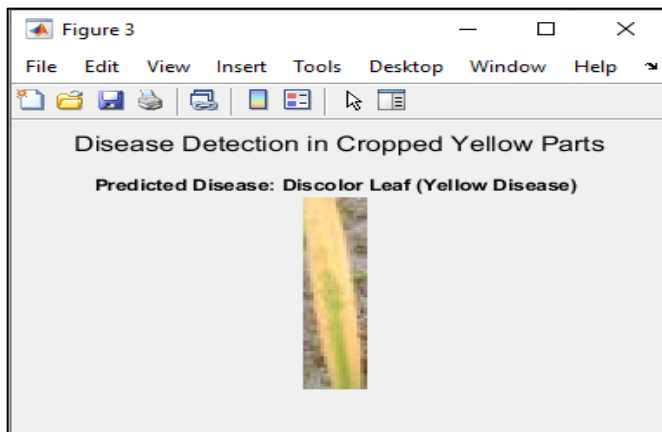 Figure 3
File Edit View Insert Tools Desktop Window Help
Disease Detection in Cropped Yellow Parts
Predicted Disease: Discolor Leaf (Yellow Disease)